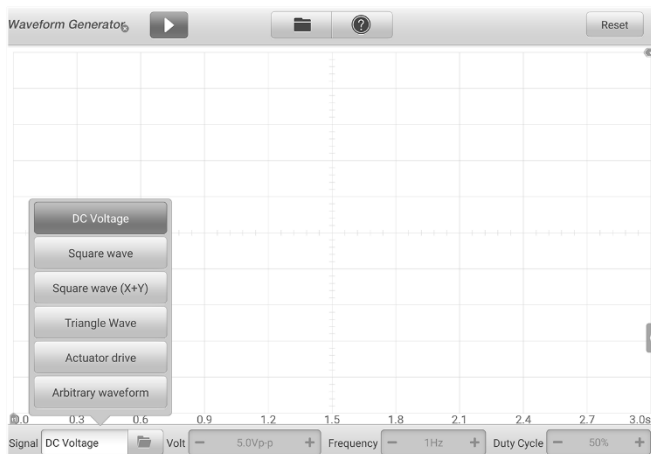 Waveform Generator
Reset
DC Voltage
Square wave
Square wave (X+Y)
Triangle Wave
Actuator drive
Arbitrary waveform
0.0 0.3 0.6 0.9 1.2 1.5 1.8 2.1 2.4 2.7 3.0s
Signal DC Voltage Volt − 5.0Vp-p + Frequency − 1Hz + Duty Cycle − 50% +